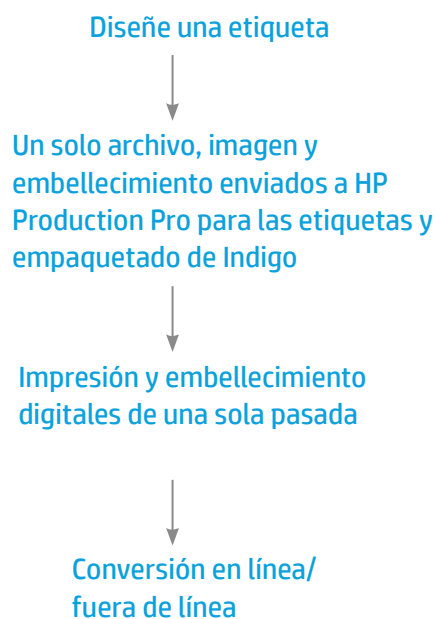 Diseñe una etiqueta
Un solo archivo, imagen y
embellecimiento enviados a HP
Production Pro para las etiquetas y
empaquetado de Indigo
Impresión y embellecimiento
digitales de una sola pasada
Conversión en línea/
fuera de línea